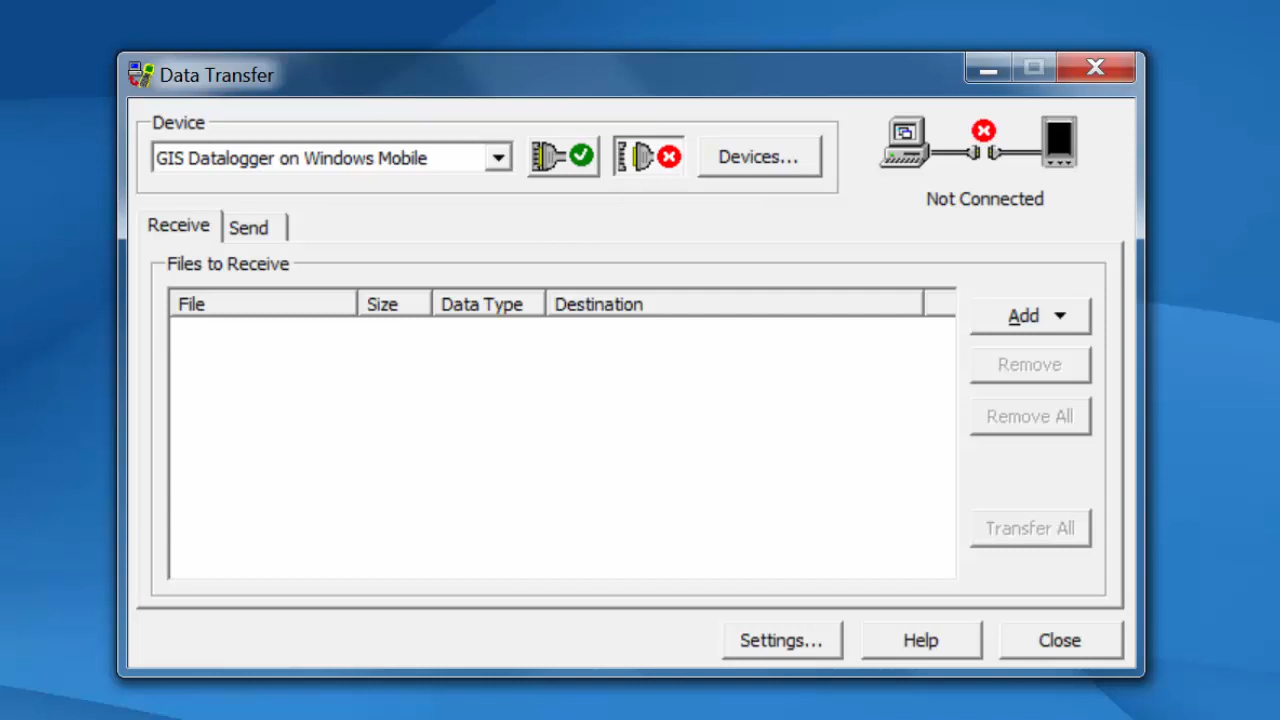 Data Transfer
Device
GIS Datalogger on Windows Mobile
Devices...
Not Connected
Receive
Send
Files to Receive
File
Size
Data Type
Destination
Add
Remove
Remove All
Transfer All
Settings...
Help
Close